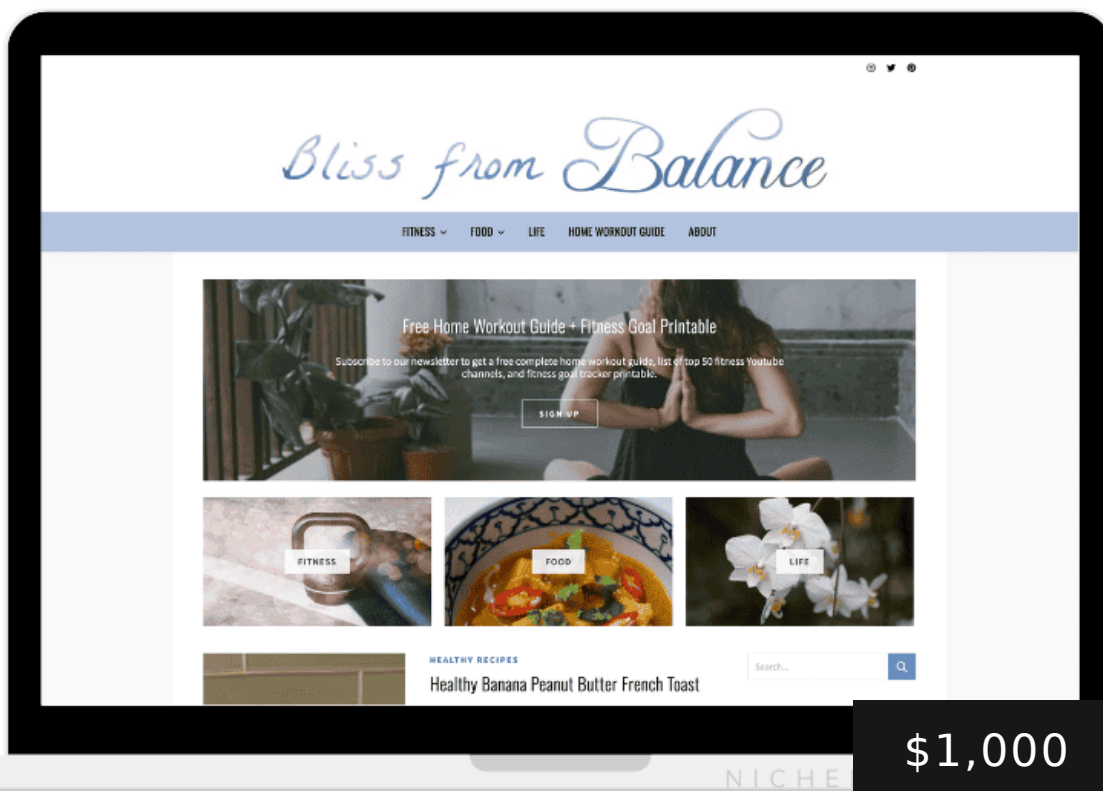 Bliss from Balance
FITNESS FOOD LIFE HOME WORKOUT GUIDE ABOUT
Free Home Workout Guide + Fitness Goal Printable
Subscribe to our newsletter to get a free complete home workout guide, list of top 50 fitness Youtube
channels, and fitness goal tracker printable.
SIGN UP
FITNESS
FOOD
LIFE
HEALTHY RECIPES
Healthy Banana Peanut Butter French Toast
Search...
$1,000